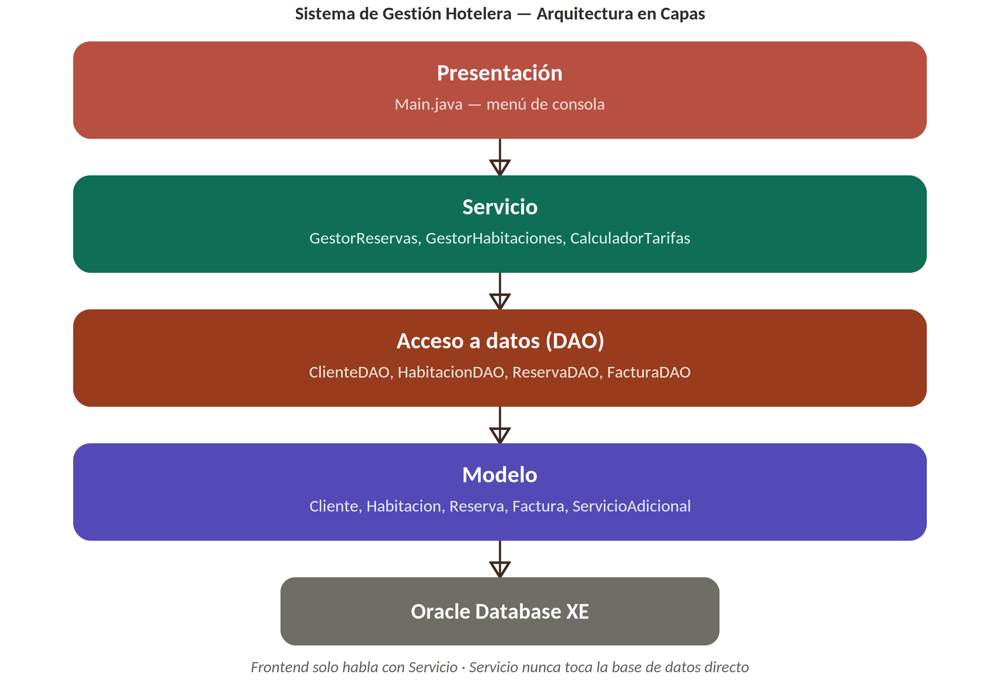 Sistema de Gestión Hotelera — Arquitectura en Capas
Presentación
Main.java — menú de consola
Servicio
GestorReservas, GestorHabitaciones, CalculadorTarifas
Acceso a datos (DAO)
ClienteDAO, HabitacionDAO, ReservaDAO, FacturaDAO
Modelo
Cliente, Habitacion, Reserva, Factura, ServicioAdicional
Oracle Database XE
Frontend solo habla con Servicio · Servicio nunca toca la base de datos directo